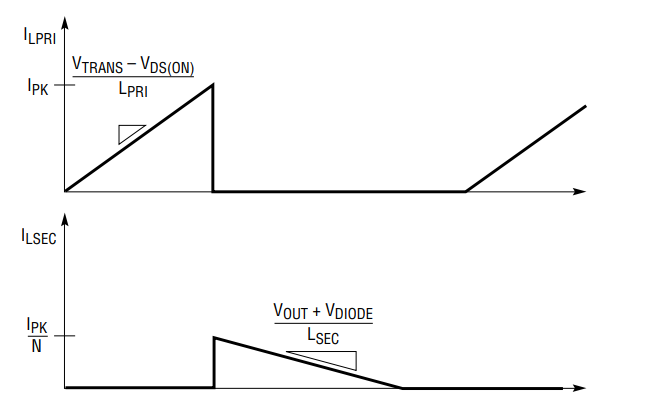 ILPRI
VTRANS – VDS(ON)
LPRI
IPK
ILSEC
VOUT + VDIODE
LSEC
IPK
N